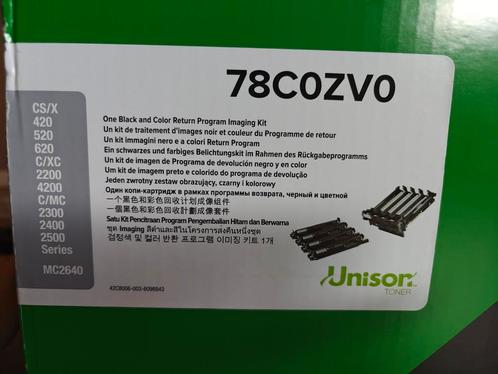 78C0ZV0
CS/X
420
520
620
C/XC
2200
4200
C/MC
2300
2400
2500
Series
MC2640
One Black and Color Return Program Imaging Kit
Un kit de traitement d'images noir et couleur du Programme de retour
Un kit immagini nero e a colori Return Program
Ein schwarzes und farbiges Belichtungskit im Rahmen des Rückgabeprogramms
Un kit de imagen de Programa de devolución negro y en color
Um kit de imagem preto e colorido do programa de devolução
Jeden zwrotny zestaw obrazujący, czarny i kolorowy
Один копи-картридж в рамках программы возврата, черный и цветной
一个黑色和彩色回收计划成像组件
一個黑色和彩色回收計劃成像套件
Satu Kit Pencitraan Program Pengembalian Hitam dan Berwarna
ชุด Imaging สีดำและสีในโครงการส่งคืนหนึ่งชุด
검정색 및 컬러 반환 프로그램 이미징 키트 1개
42C8006-003-6096843
Unison
TONER